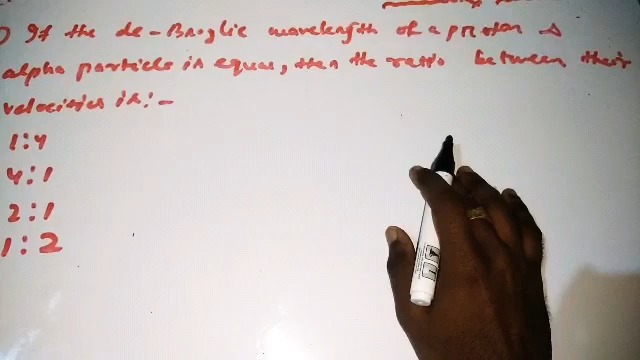 ) If the de-Broglie wavelength of a proton &
alpha particle is equal, then the ratio between their
velocities is:-
1:4
4:1
2:1
1:2